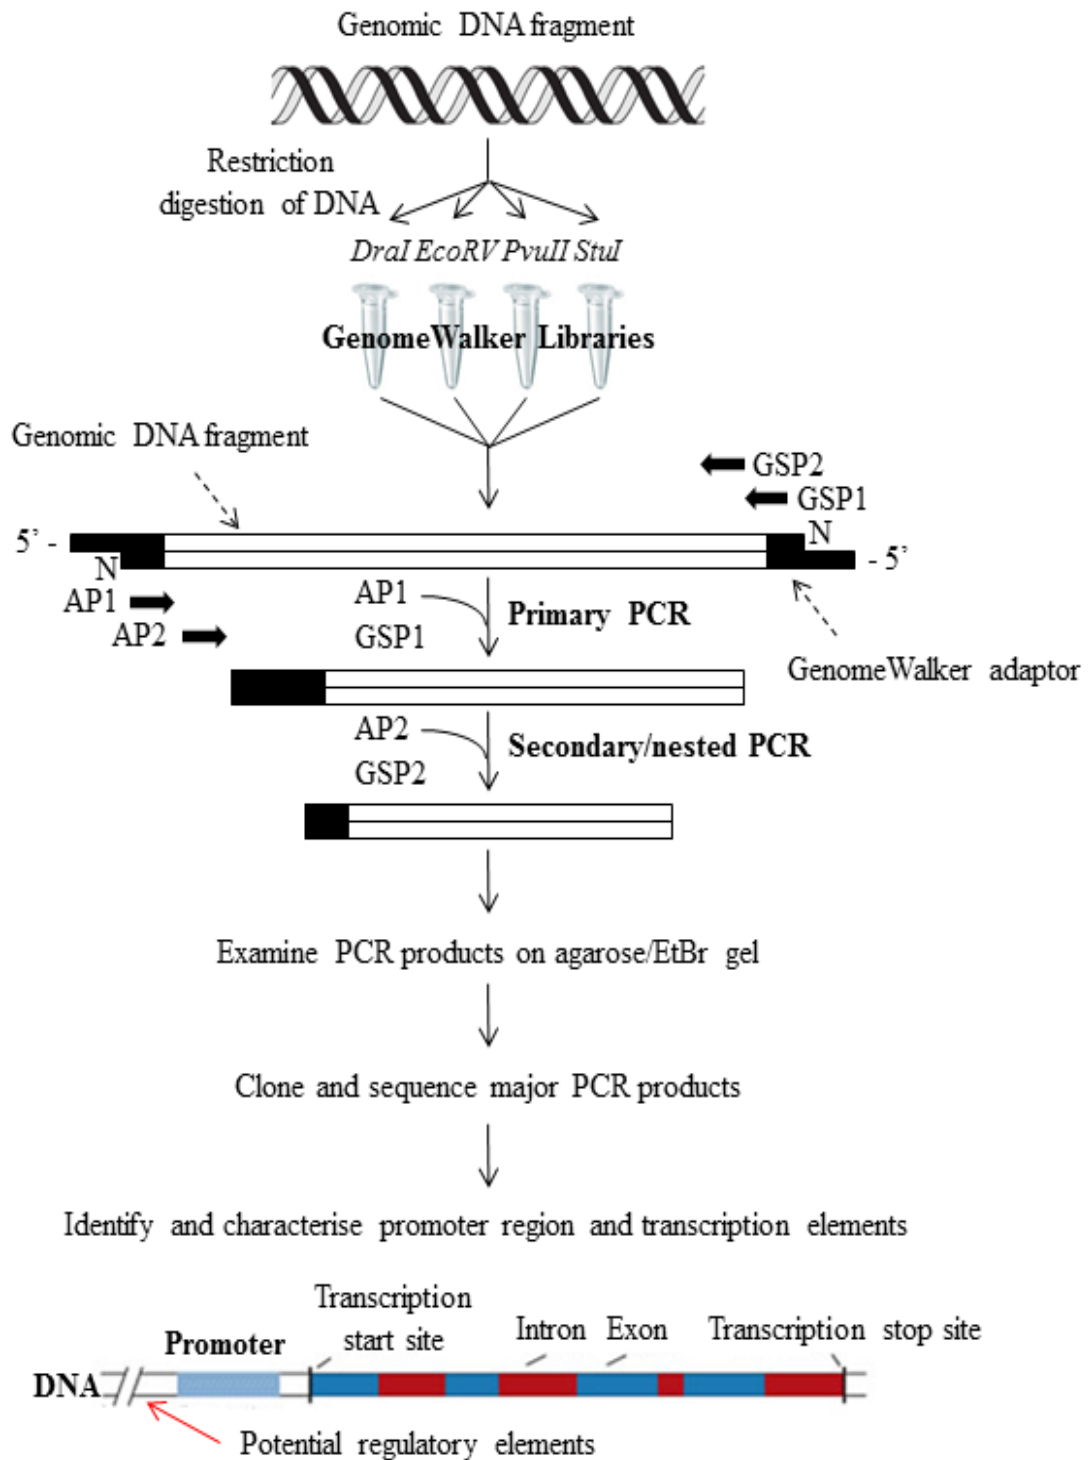 Genomic DNA fragment
Restriction
digestion of DNA
DraI EcoRV PvuII StuI
GenomeWalker Libraries
Genomic DNA fragment
GSP2
GSP1
5’ -
N
N
- 5’
AP1
AP2
AP1
GSP1
Primary PCR
GenomeWalker adaptor
AP2
GSP2
Secondary/nested PCR
Examine PCR products on agarose/EtBr gel
Clone and sequence major PCR products
Identify and characterise promoter region and transcription elements
Transcription
start site
Promoter
Intron Exon
Transcription stop site
DNA
Potential regulatory elements